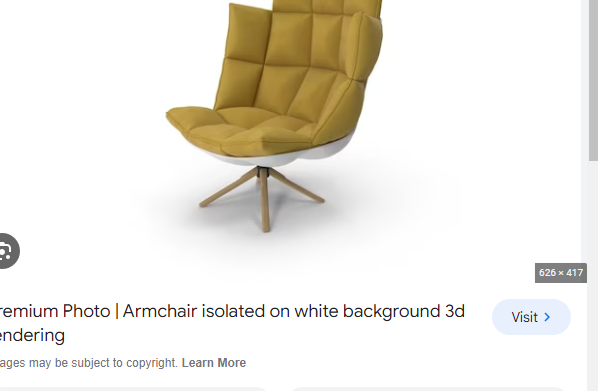 626 × 417
remium Photo | Armchair isolated on white background 3d
Visit
endering
ages may be subject to copyright. Learn More